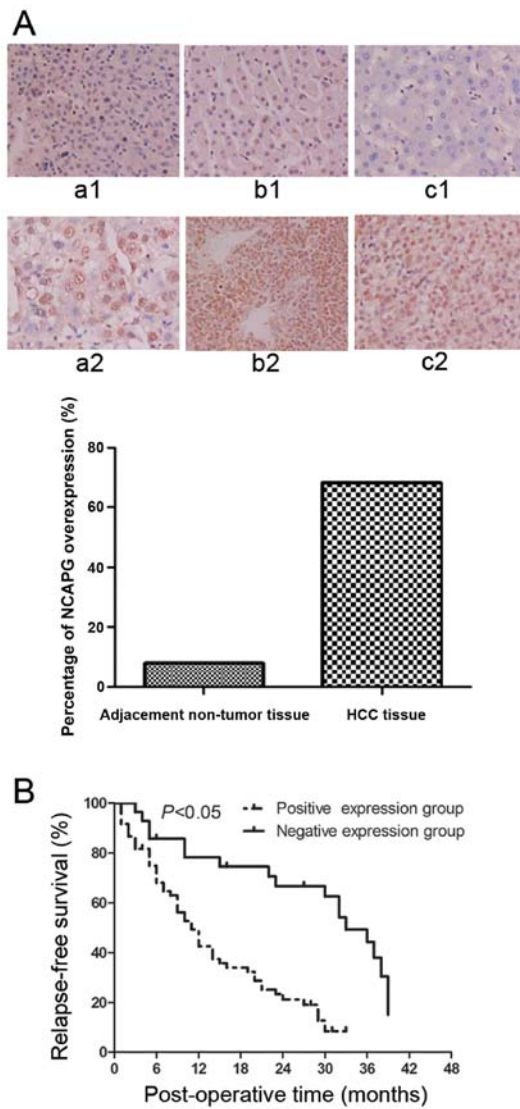 A
a1 b1 c1
a2 b2 c2
Percentage of NCAPG overexpression (%)
80
60
40
20
0
Adjacement non-tumor tissue HCC tissue
B
P<0.05
Positive expression group
Negative expression group
Relapse-free survival (%)
100
80
60
40
20
0
0 6 12 18 24 30 36 42 48
Post-operative time (months)